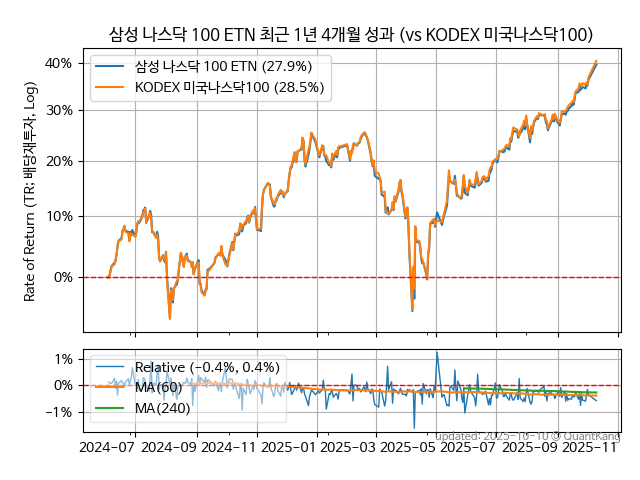 삼성 나스닥 100 ETN 최근 1년 4개월 성과 (vs KODEX 미국나스닥100)
Rate of Return (TR: 배당재투자, Log)
40%
30%
20%
10%
0%
삼성 나스닥 100 ETN (27.9%)
KODEX 미국나스닥100 (28.5%)
1%
0%
−1%
Relative (−0.4%, 0.4%)
MA(60)
MA(240)
updated: 2025-10-10 © QuantKang
2024-07 2024-09 2024-11 2025-01 2025-03 2025-05 2025-07 2025-09 2025-11